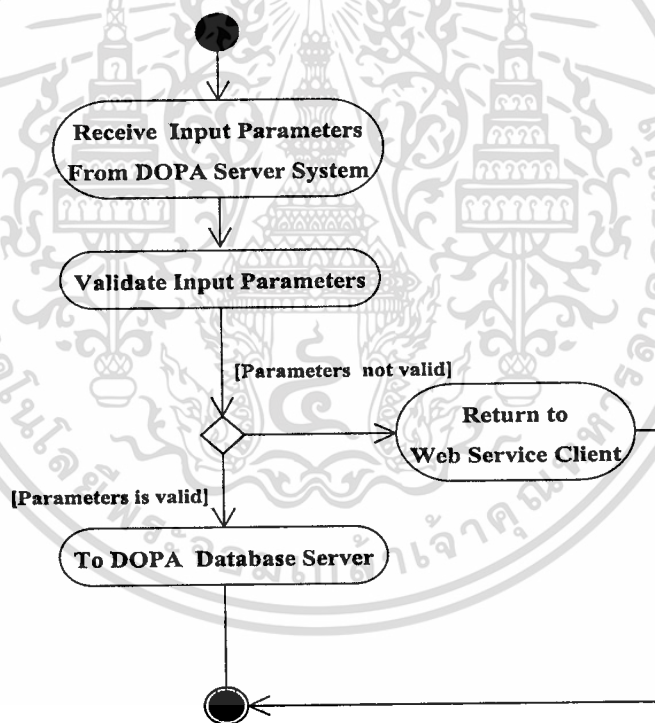 Receive Input Parameters
From DOPA Server System
Validate Input Parameters
[Parameters not valid]
Return to
Web Service Client
[Parameters is valid]
To DOPA Database Server